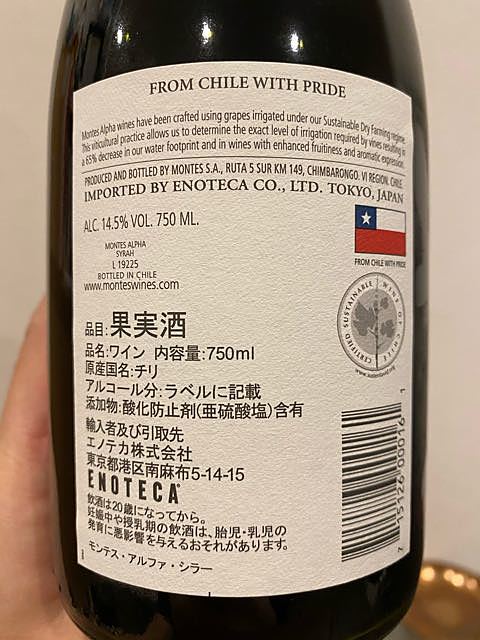 FROM CHILE WITH PRIDE
Montes Alpha wines have been crafted using grapes irrigated under our Sustainable Dry Farming regime.
This viticultural practice allows us to determine the exact level of irrigation required by vines resulting in
a 65% decrease in our water footprint and in wines with enhanced fruitiness and aromatic expression.
PRODUCED AND BOTTLED BY MONTES S.A., RUTA 5 SUR KM 149, CHIMBARONGO. VI REGION. CHILE.
IMPORTED BY ENOTECA CO., LTD. TOKYO, JAPAN
ALC. 14.5% VOL. 750 ML.
MONTES ALPHA
SYRAH
L 19225
BOTTLED IN CHILE
www.monteswines.com
FROM CHILE WITH PRIDE
CERTIFIED SUSTAINABLE WINE OF CHILE
品目:果実酒
品名:ワイン 内容量:750ml
原産国名:チリ
アルコール分:ラベルに記載
添加物:酸化防止剤(亜硫酸塩)含有
輸入者及び引取先
エノテカ株式会社
東京都港区南麻布5-14-15
ENOTECA
飲酒は20歳になってから。
妊娠中や授乳期の飲酒は、胎児・乳児の
発育に悪影響を与えるおそれがあります。
モンテス・アルファ・シラー
7 15126 00016 1